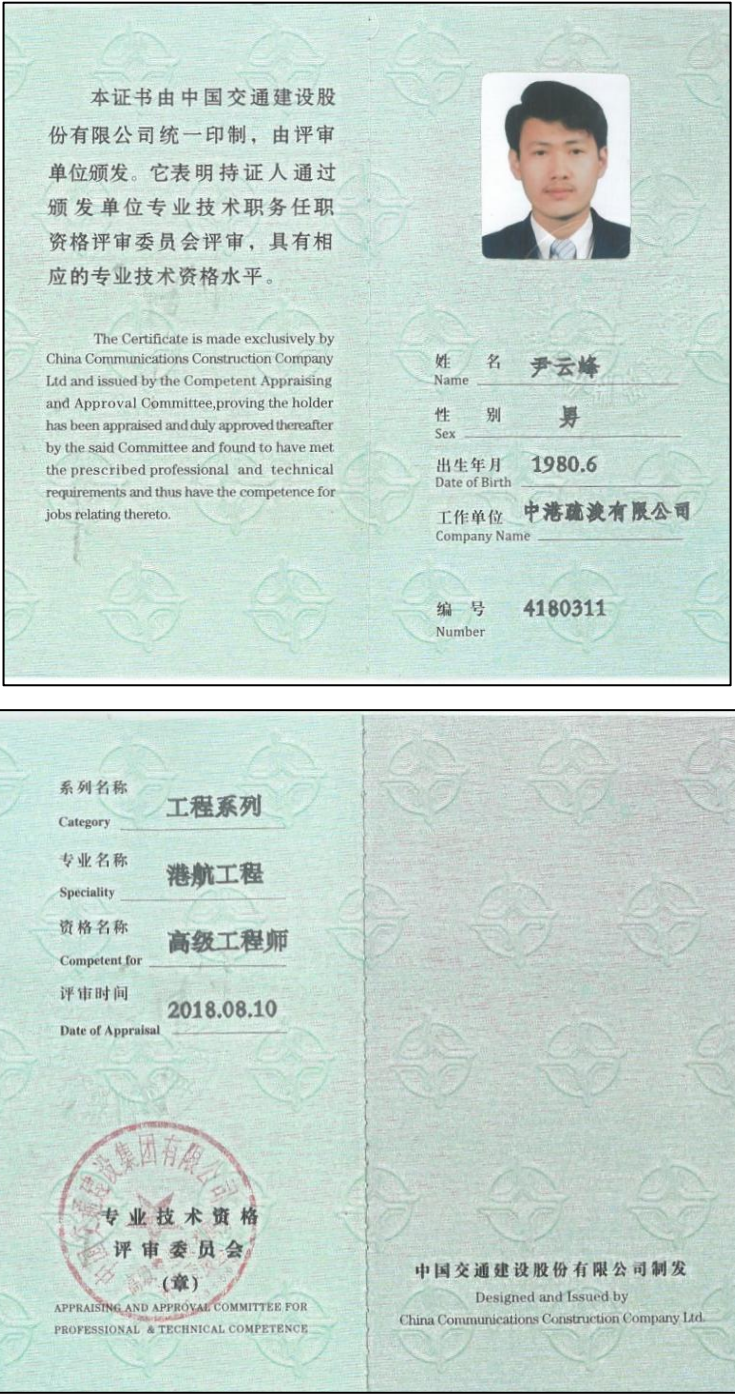 本证书由中国交通建设股
份有限公司统一印制，由评审
单位颁发。它表明持证人通过
颁发单位专业技术职务任职
资格评审委员会评审，具有相
应的专业技术资格水平。
The Certificate is made exclusively by
China Communications Construction Company
Ltd and issued by the Competent Appraising
and Approval Committee,proving the holder
has been appraised and duly approved thereafter
by the said Committee and found to have met
the prescribed professional and technical
requirements and thus have the competence for
jobs relating thereto.
姓 名 尹云峰
Name
性 别 男
Sex
出生年月 1980.6
Date of Birth
工作单位 中港疏浚有限公司
Company Name
编 号 4180311
Number
系列名称 工程系列
Category
专业名称 港航工程
Speciality
资格名称 高级工程师
Competent for
评审时间 2018.08.10
Date of Appraisal
中国交通建设集团有限公司
专业技术资格
评审委员会
(章)
APPRAISING AND APPROVAL COMMITTEE FOR
PROFESSIONAL & TECHNICAL COMPETENCE
中国交通建设股份有限公司制发
Designed and Issued by
China Communications Construction Company Ltd.